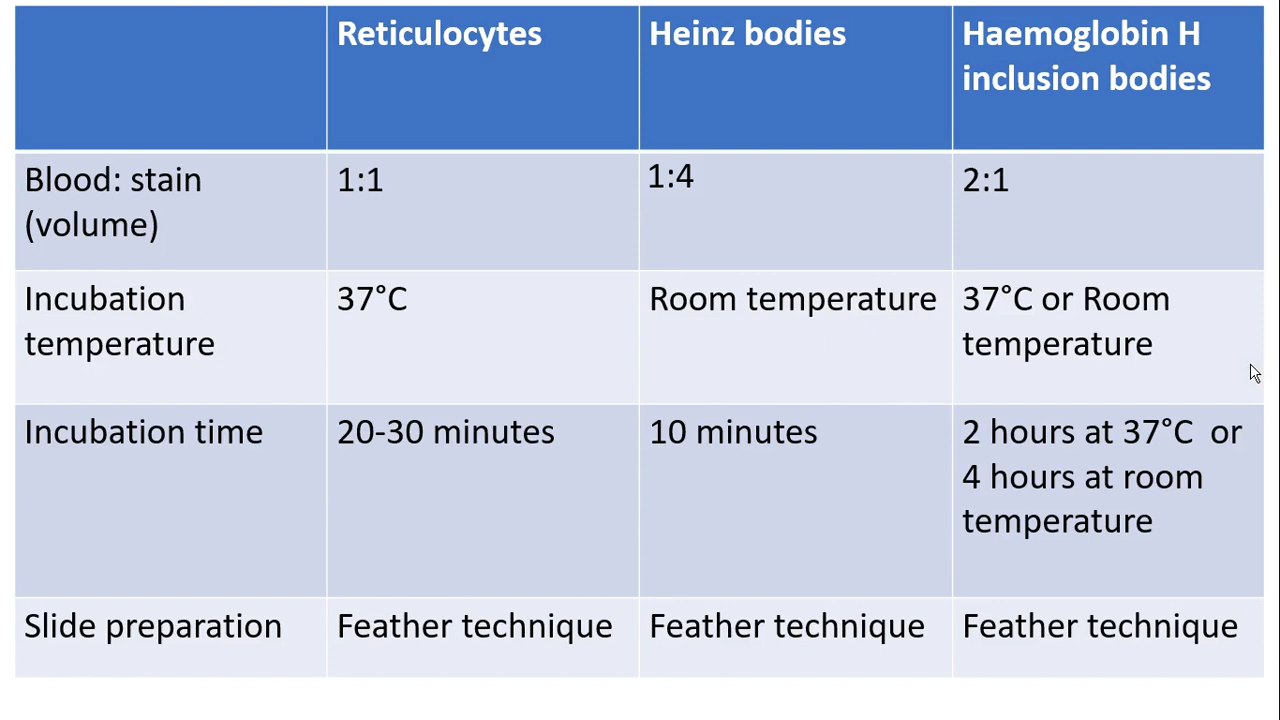 Reticulocytes
Heinz bodies
Haemoglobin H
inclusion bodies
Blood: stain
(volume)
1:1
1:4
2:1
Incubation
temperature
37°C
Room temperature
37°C or Room
temperature
Incubation time
20-30 minutes
10 minutes
2 hours at 37°C  or
4 hours at room
temperature
Slide preparation
Feather technique
Feather technique
Feather technique